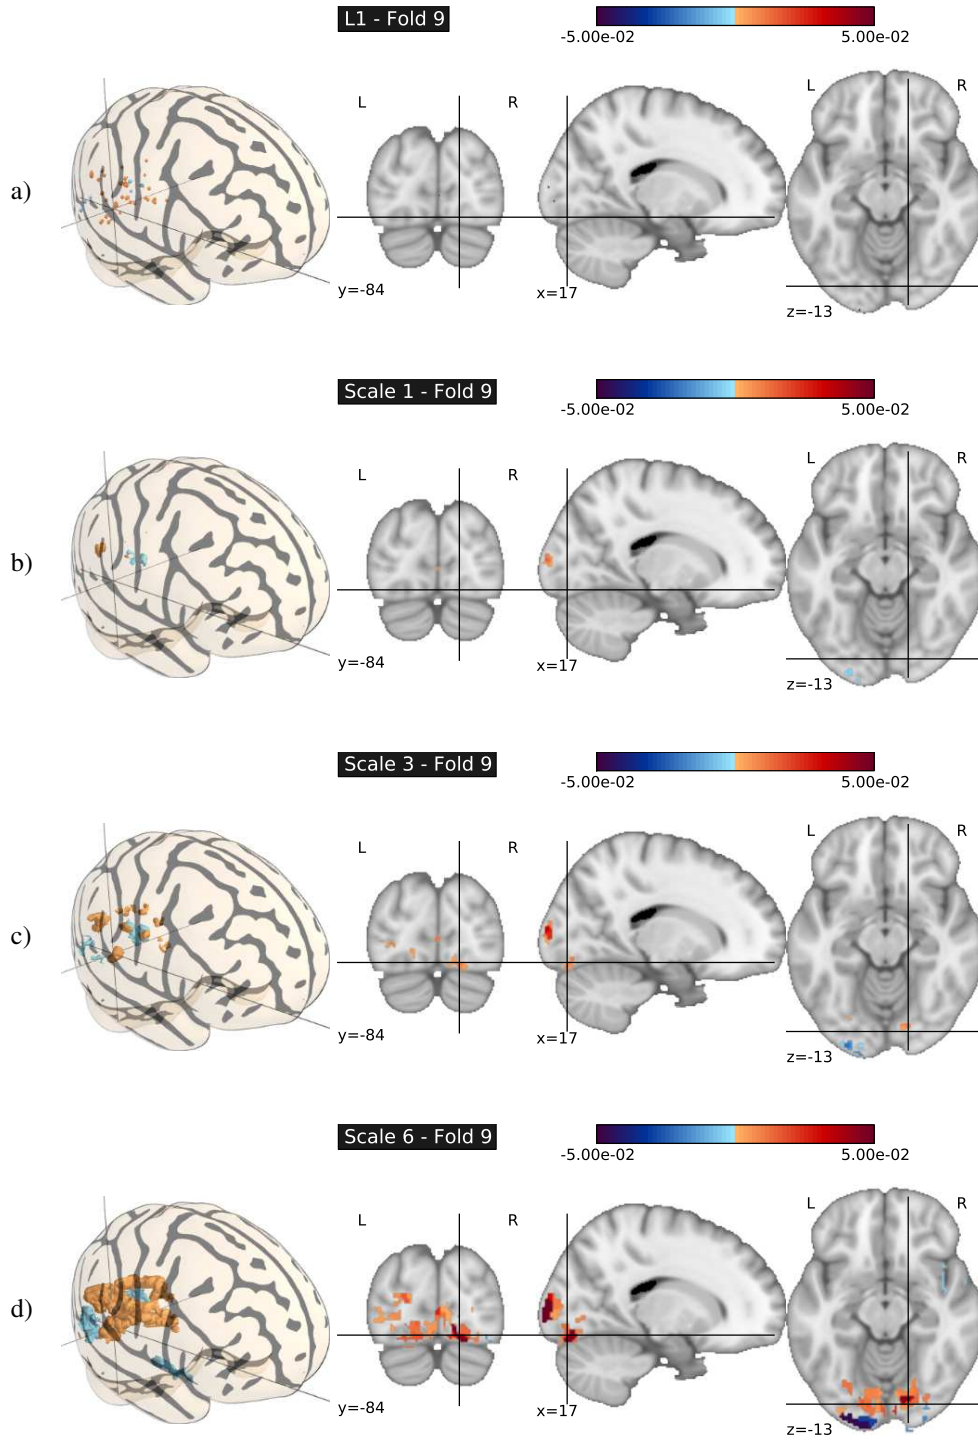 L1 - Fold 9
-5.00e-02 5.00e-02
a)
L R L R
y=-84
x=17
z=-13
Scale 1 - Fold 9
-5.00e-02 5.00e-02
b)
L R L R
y=-84
x=17
z=-13
Scale 3 - Fold 9
-5.00e-02 5.00e-02
c)
L R L R
y=-84
x=17
z=-13
Scale 6 - Fold 9
-5.00e-02 5.00e-02
d)
L R L R
y=-84
x=17
z=-13